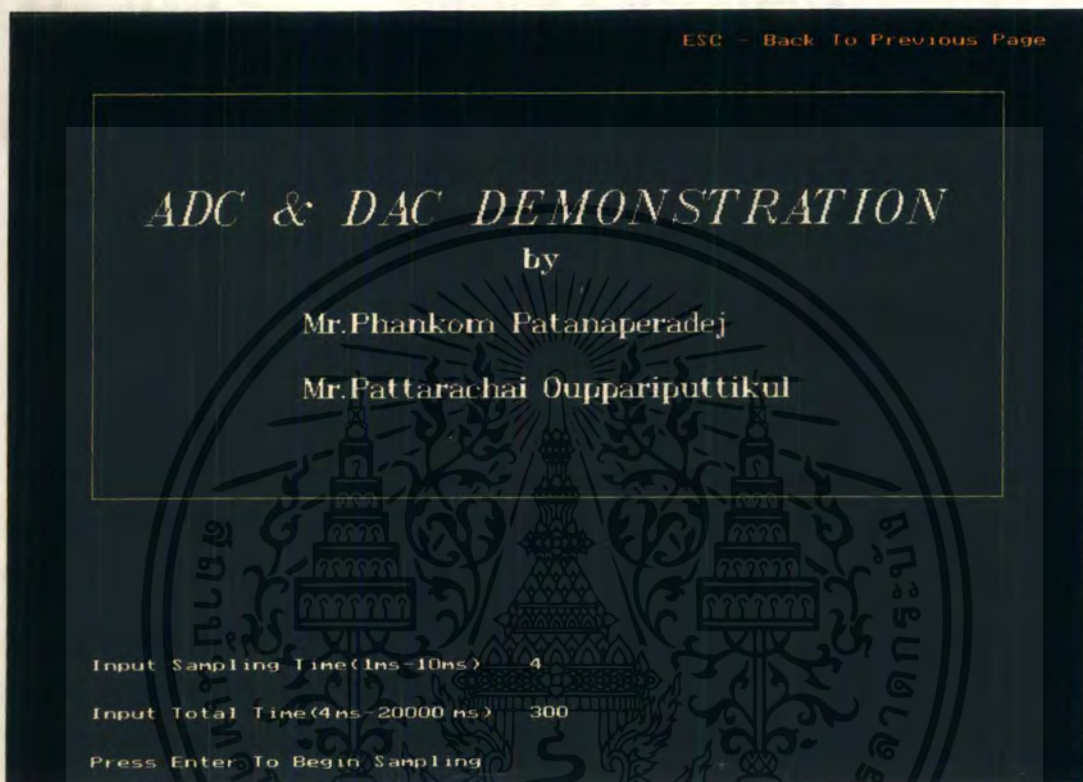 ESC - Back To Previous Page
ADC & DAC DEMONSTRATION
by
Mr.Phankom Patanaperadej
Mr.Pattarachai Ouppariputtikul
Input Sampling Time(1ms-10ms) 4
Input Total Time(4ms-20000 ms) 300
Press Enter To Begin Sampling